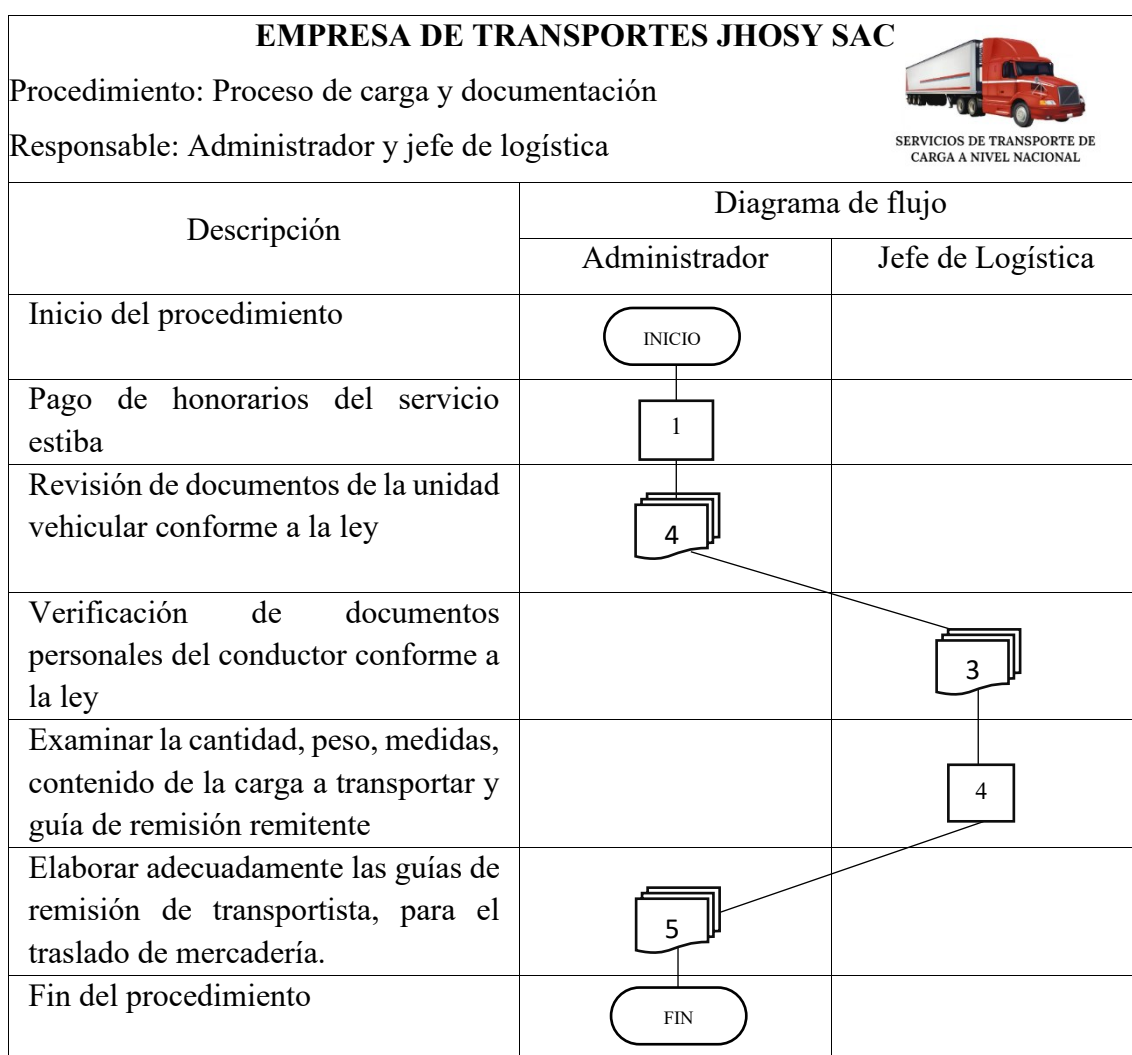 EMPRESA DE TRANSPORTES JHOSY SAC
Procedimiento: Proceso de carga y documentación
Responsable: Administrador y jefe de logística
SERVICIOS DE TRANSPORTE DE
CARGA A NIVEL NACIONAL
Descripción
Diagrama de flujo
Administrador
Jefe de Logística
Inicio del procedimiento
INICIO
Pago de honorarios del servicio
estiba
1
Revisión de documentos de la unidad
vehicular conforme a la ley
4
Verificación de documentos
personales del conductor conforme a
la ley
3
Examinar la cantidad, peso, medidas,
contenido de la carga a transportar y
guía de remisión remitente
4
Elaborar adecuadamente las guías de
remisión de transportista, para el
traslado de mercadería.
5
Fin del procedimiento
FIN